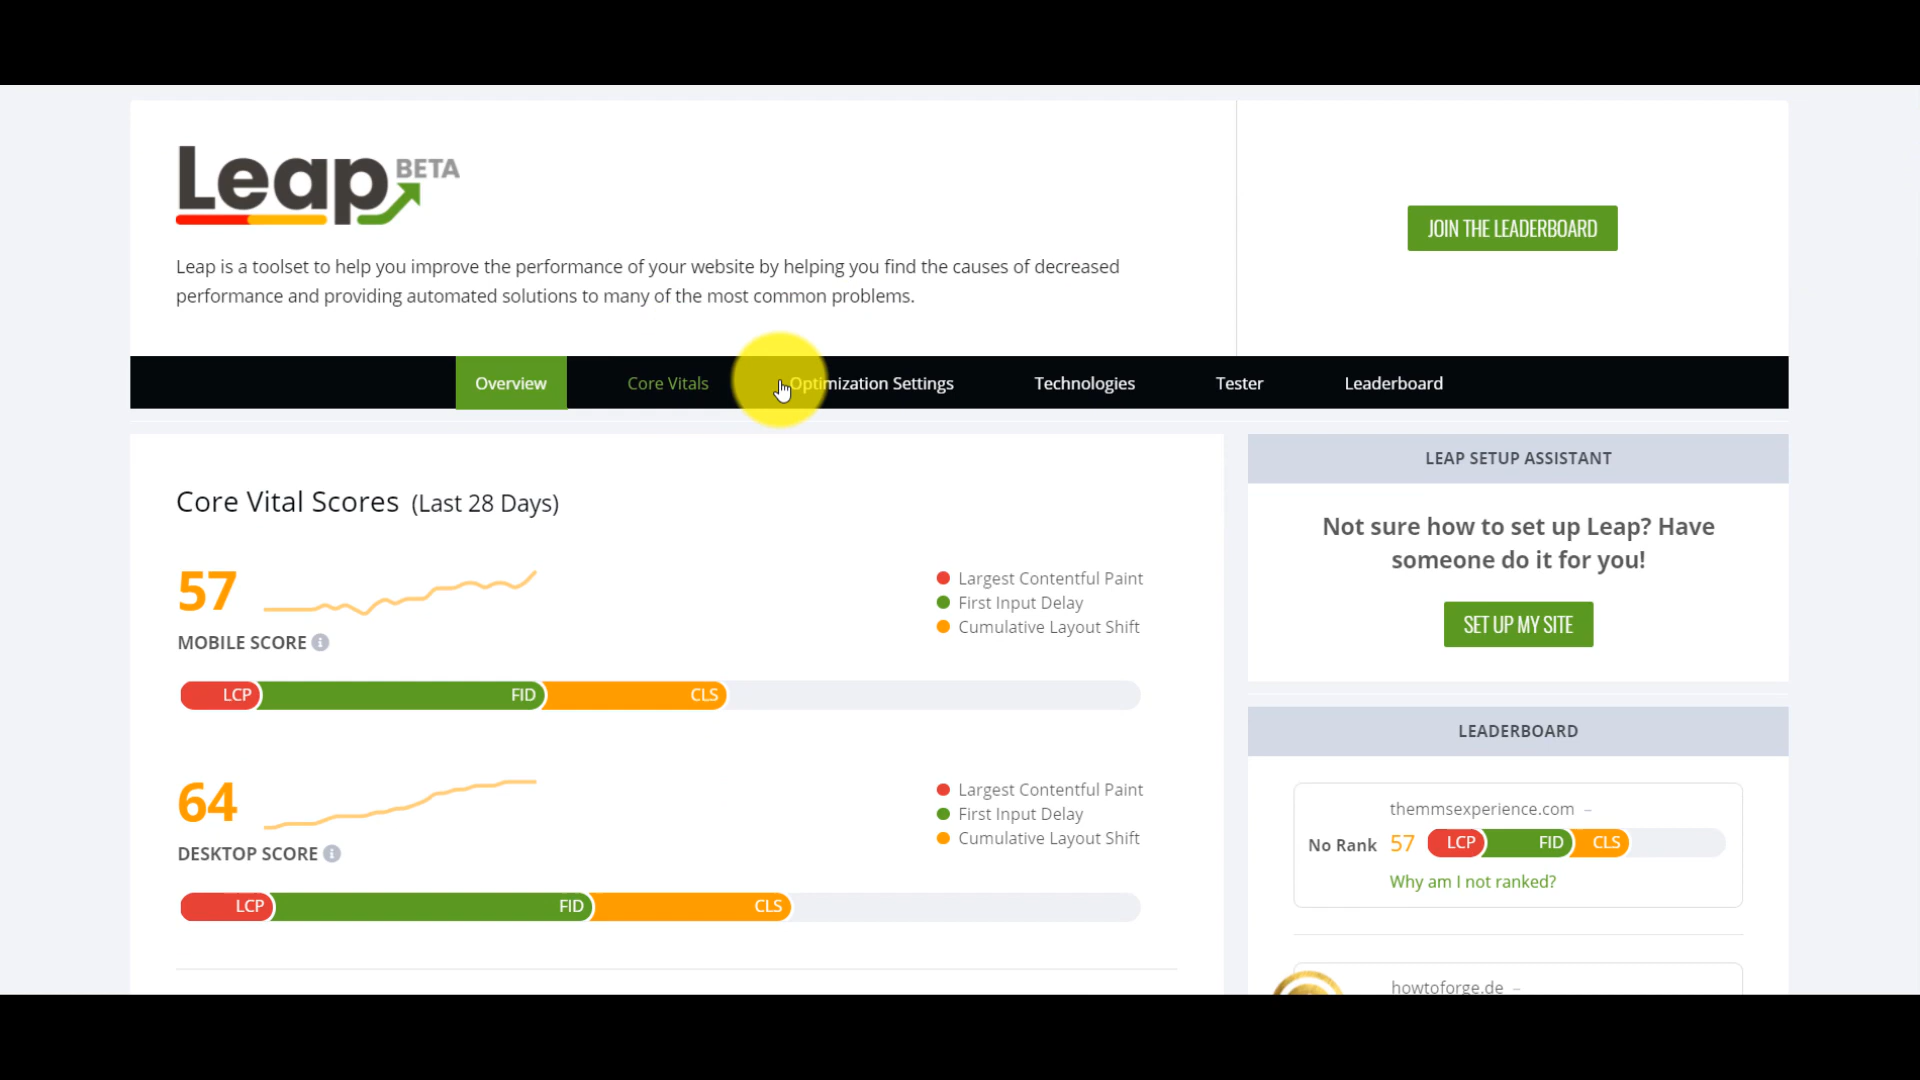 Leap BETA
Leap is a toolset to help you improve the performance of your website by helping you find the causes of decreased
performance and providing automated solutions to many of the most common problems.
JOIN THE LEADERBOARD
Overview
Core Vitals
Optimization Settings
Technologies
Tester
Leaderboard
Core Vital Scores (Last 28 Days)
57
MOBILE SCORE
Largest Contentful Paint
First Input Delay
Cumulative Layout Shift
LCP
FID
CLS
64
DESKTOP SCORE
Largest Contentful Paint
First Input Delay
Cumulative Layout Shift
LCP
FID
CLS
LEAP SETUP ASSISTANT
Not sure how to set up Leap? Have
someone do it for you!
SET UP MY SITE
LEADERBOARD
themmsexperience.com –
No Rank 57 LCP FID CLS
Why am I not ranked?
howtoforge.de –